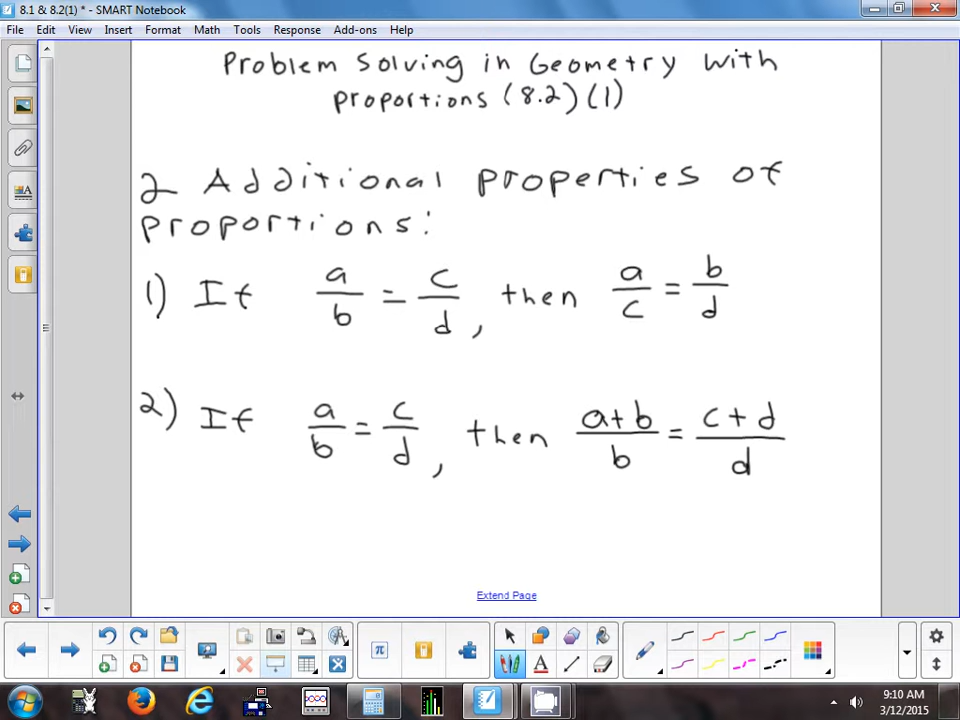 8.1 & 8.2(1) * - SMART Notebook
File Edit View Insert Format Math Tools Response Add-ons Help
Problem Solving in Geometry with
proportions (8.2)(1)
2 Additional properties of
proportions:
1) If a/b = c/d, then a/c = b/d
2) If a/b = c/d, then a+b/b = c+d/d
Extend Page
9:10 AM
3/12/2015